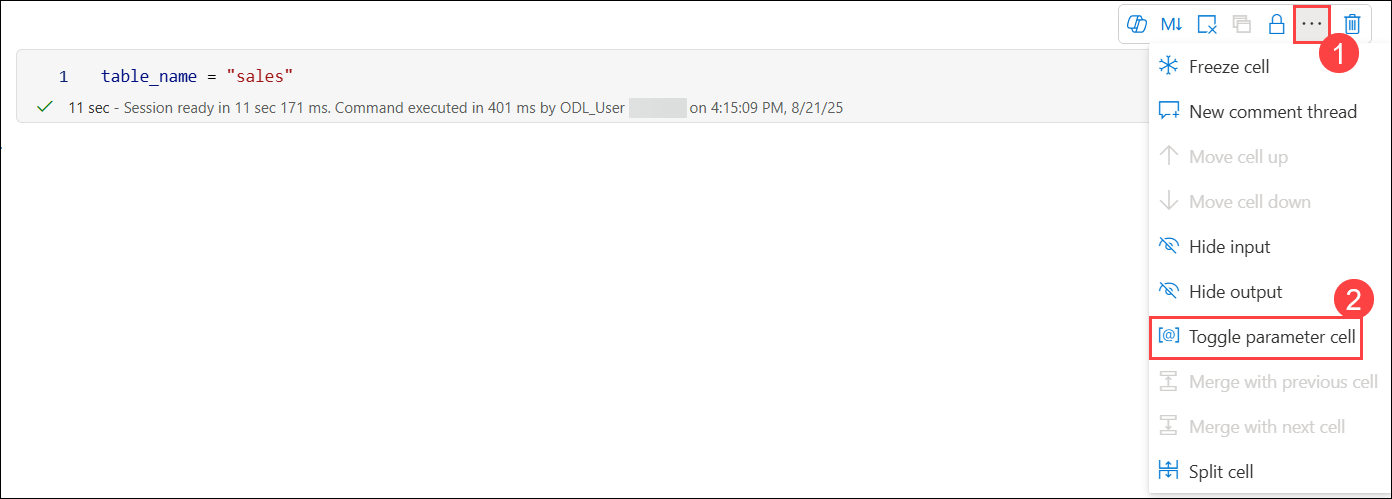 M↓ ...
1
1 table_name = "sales"
11 sec - Session ready in 11 sec 171 ms. Command executed in 401 ms by ODL_User on 4:15:09 PM, 8/21/25
Freeze cell
New comment thread
Move cell up
Move cell down
Hide input
Hide output
2
[@] Toggle parameter cell
Merge with previous cell
Merge with next cell
Split cell